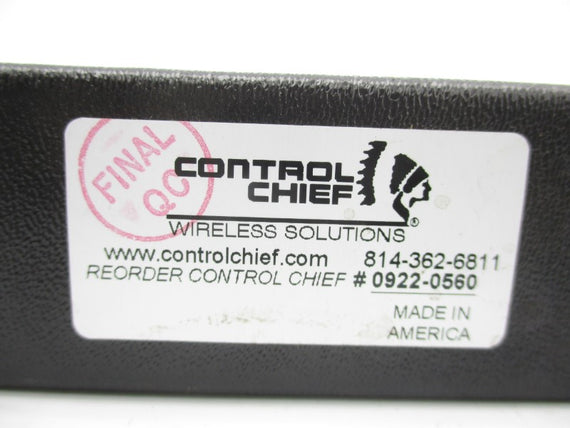 FINAL
QC
CONTROL
CHIEF ®
WIRELESS SOLUTIONS
www.controlchief.com 814-362-6811
REORDER CONTROL CHIEF # 0922-0560
MADE IN
AMERICA